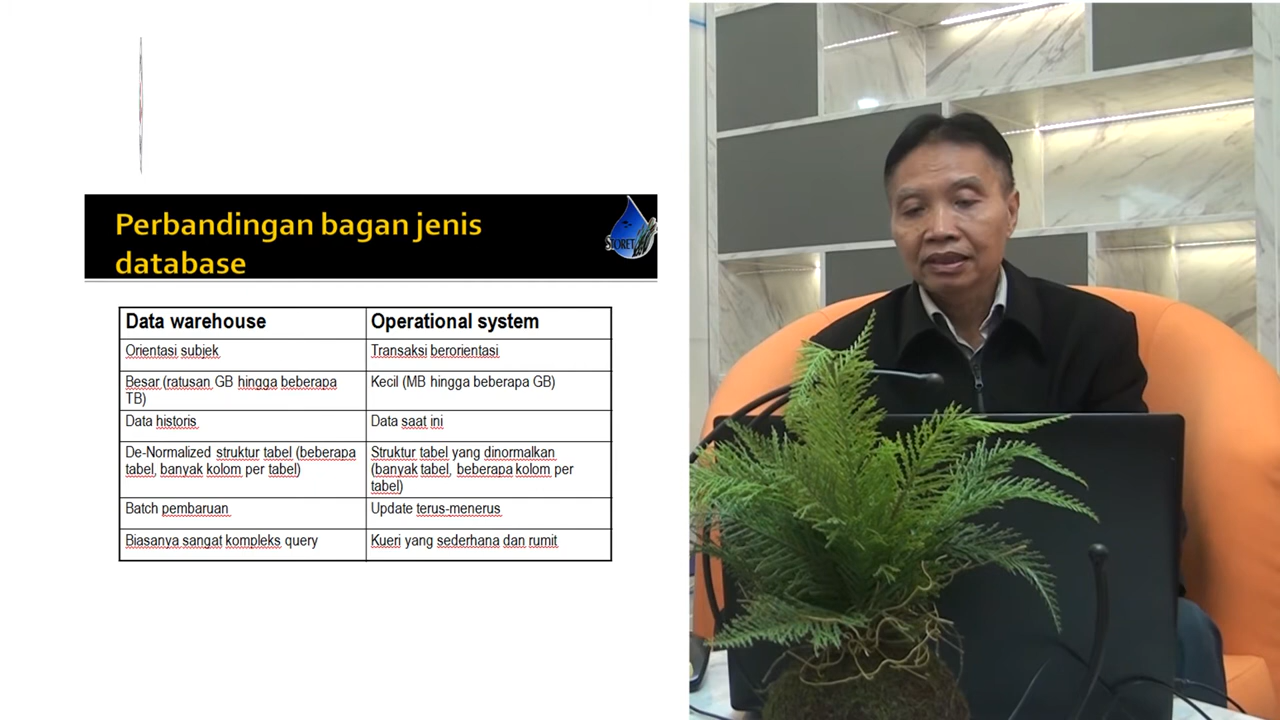 Perbandingan bagan jenis
database
STORET
Data warehouse
Operational system
Orientasi subjek
Transaksi berorientasi
Besar (ratusan GB hingga beberapa
TB)
Kecil (MB hingga beberapa GB)
Data historis
Data saat ini
De-Normalized struktur tabel (beberapa
tabel, banyak kolom per tabel)
Struktur tabel yang dinormalkan
(banyak tabel, beberapa kolom per
tabel)
Batch pembaruan
Update terus-menerus
Biasanya sangat kompleks query
Kueri yang sederhana dan rumit